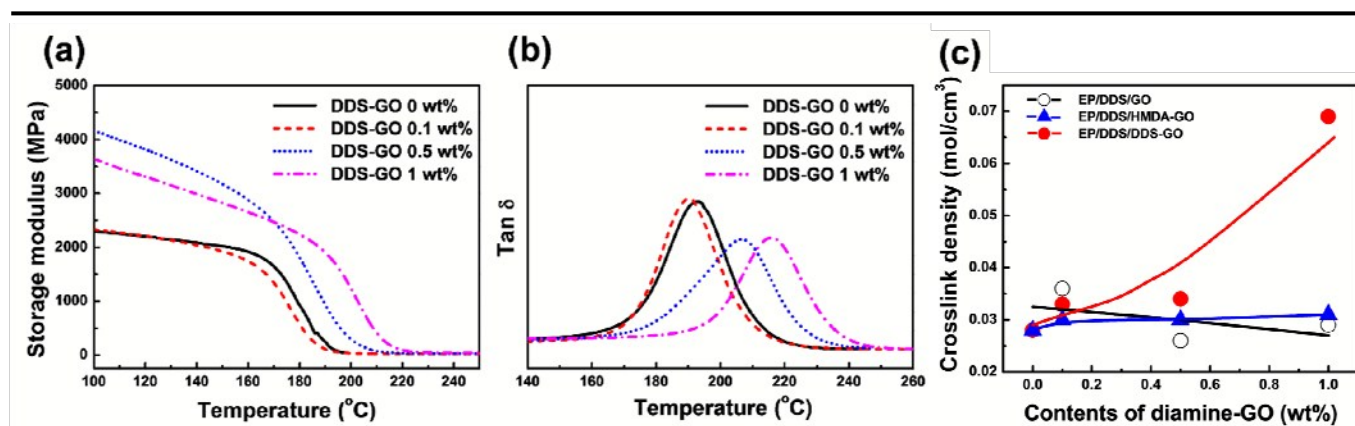 (a)
Storage modulus (MPa)
5000
4000
3000
2000
1000
0
DDS-GO 0 wt%
DDS-GO 0.1 wt%
DDS-GO 0.5 wt%
DDS-GO 1 wt%
100 120 140 160 180 200 220 240
Temperature (°C)
(b)
Tan δ
DDS-GO 0 wt%
DDS-GO 0.1 wt%
DDS-GO 0.5 wt%
DDS-GO 1 wt%
140 160 180 200 220 240 260
Temperature (°C)
(c)
Crosslink density (mol/cm³)
0.07
0.06
0.05
0.04
0.03
0.02
EP/DDS/GO
EP/DDS/HMDA-GO
EP/DDS/DDS-GO
0.0 0.2 0.4 0.6 0.8 1.0
Contents of diamine-GO (wt%)